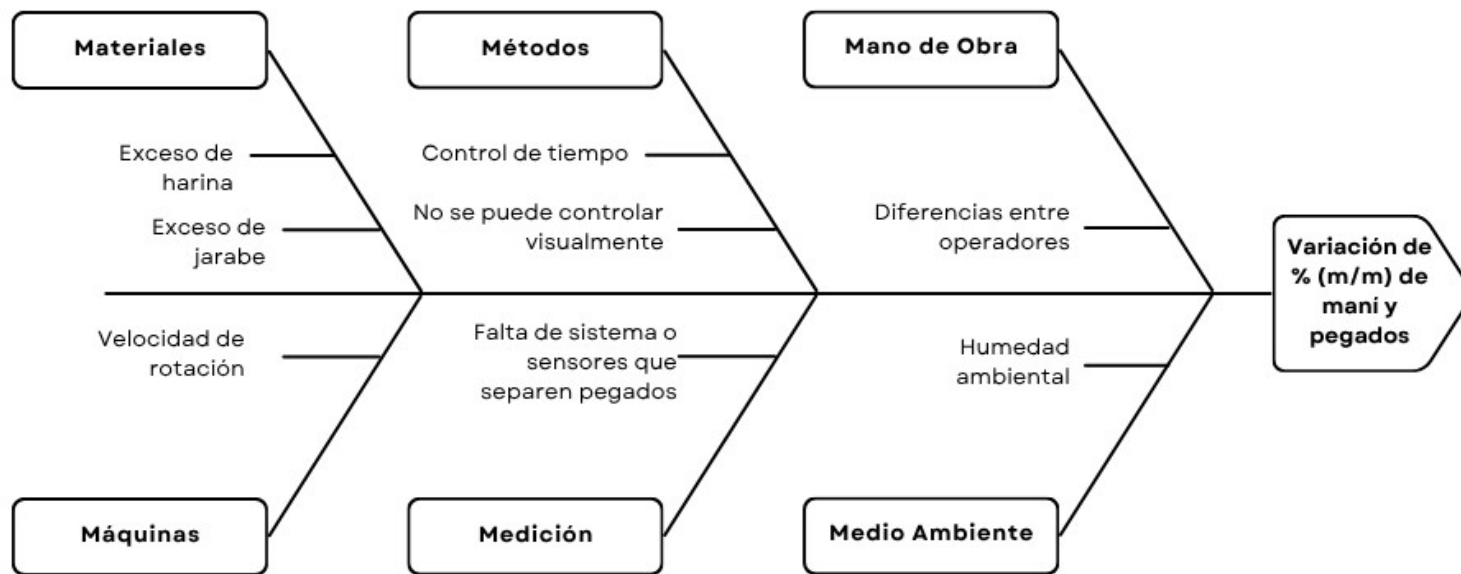 Materiales
Métodos
Mano de Obra
Exceso de
harina
Exceso de
jarabe
Control de tiempo
No se puede controlar
visualmente
Diferencias entre
operadores
Variación de
% (m/m) de
maní y
pegados
Velocidad de
rotación
Falta de sistema o
sensores que
separen pegados
Humedad
ambiental
Máquinas
Medición
Medio Ambiente